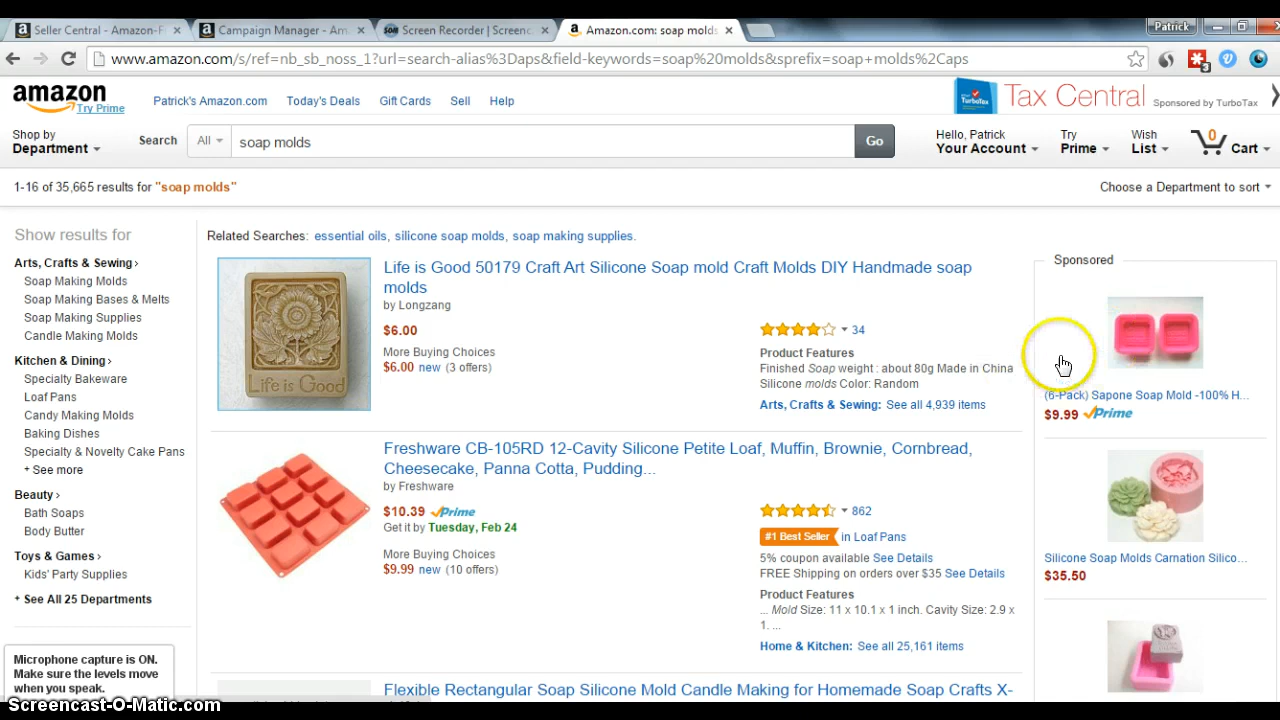 Seller Central - Amazon-F
Campaign Manager - Am
Screen Recorder | Screenc
Amazon.com: soap molds
Patrick
www.amazon.com/s/ref=nb_sb_noss_1?url=search-alias%3Daps&field-keywords=soap%20molds&sprefix=soap+molds%2Caps
3
amazon
Try Prime
Patrick's Amazon.com
Today's Deals
Gift Cards
Sell
Help
TurboTax
Tax Central
Sponsored by TurboTax
Shop by
Department
Search
All
soap molds
Go
Hello, Patrick
Your Account
Try
Prime
Wish
List
0
Cart
1-16 of 35,665 results for "soap molds"
Choose a Department to sort
Show results for
Arts, Crafts & Sewing
Soap Making Molds
Soap Making Bases & Melts
Soap Making Supplies
Candle Making Molds
Kitchen & Dining
Specialty Bakeware
Loaf Pans
Candy Making Molds
Baking Dishes
Specialty & Novelty Cake Pans
+ See more
Beauty
Bath Soaps
Body Butter
Toys & Games
Kids' Party Supplies
+ See All 25 Departments
Related Searches: essential oils, silicone soap molds, soap making supplies.
Life is Good
Life is Good 50179 Craft Art Silicone Soap mold Craft Molds DIY Handmade soap
molds
by Longzang
$6.00
More Buying Choices
$6.00 new (3 offers)
34
Product Features
Finished Soap weight : about 80g Made in China
Silicone molds Color: Random
Arts, Crafts & Sewing: See all 4,939 items
Freshware CB-105RD 12-Cavity Silicone Petite Loaf, Muffin, Brownie, Cornbread,
Cheesecake, Panna Cotta, Pudding...
by Freshware
$10.39 Prime
Get it by Tuesday, Feb 24
More Buying Choices
$9.99 new (10 offers)
862
#1 Best Seller in Loaf Pans
5% coupon available See Details
FREE Shipping on orders over $35 See Details
Product Features
... Mold Size: 11 x 10.1 x 1 inch. Cavity Size: 2.9 x
1. ...
Home & Kitchen: See all 25,161 items
Flexible Rectangular Soap Silicone Mold Candle Making for Homemade Soap Crafts X-
Sponsored
(6-Pack) Sapone Soap Mold -100% H...
$9.99 Prime
Silicone Soap Molds Carnation Silico...
$35.50
Microphone capture is ON.
Make sure the levels move
when you speak.
Screencast-O-Matic.com